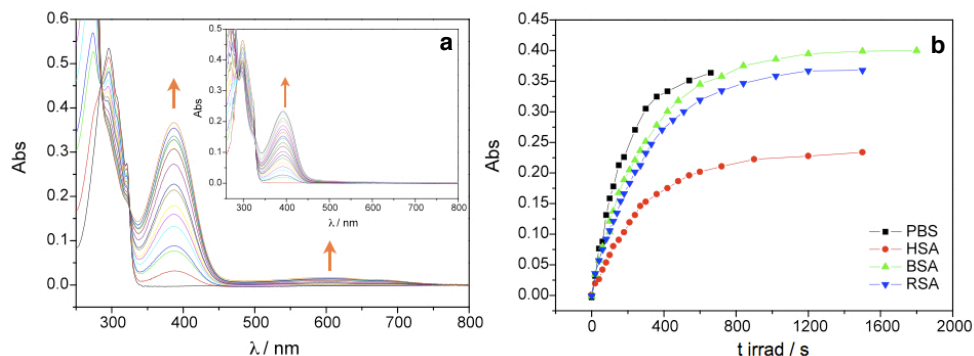 a
0.6
0.5
0.4
0.3
0.2
0.1
0.0
Abs
300 400 500 600 700 800
λ / nm
0.5
0.4
0.3
0.2
0.1
0.0
Abs
300 400 500 600 700 800
λ / nm
b
0.40
0.35
0.30
0.25
0.20
0.15
0.10
0.05
0.00
Abs
0 400 800 1200 1600 2000
t irrad / s
PBS
HSA
BSA
RSA